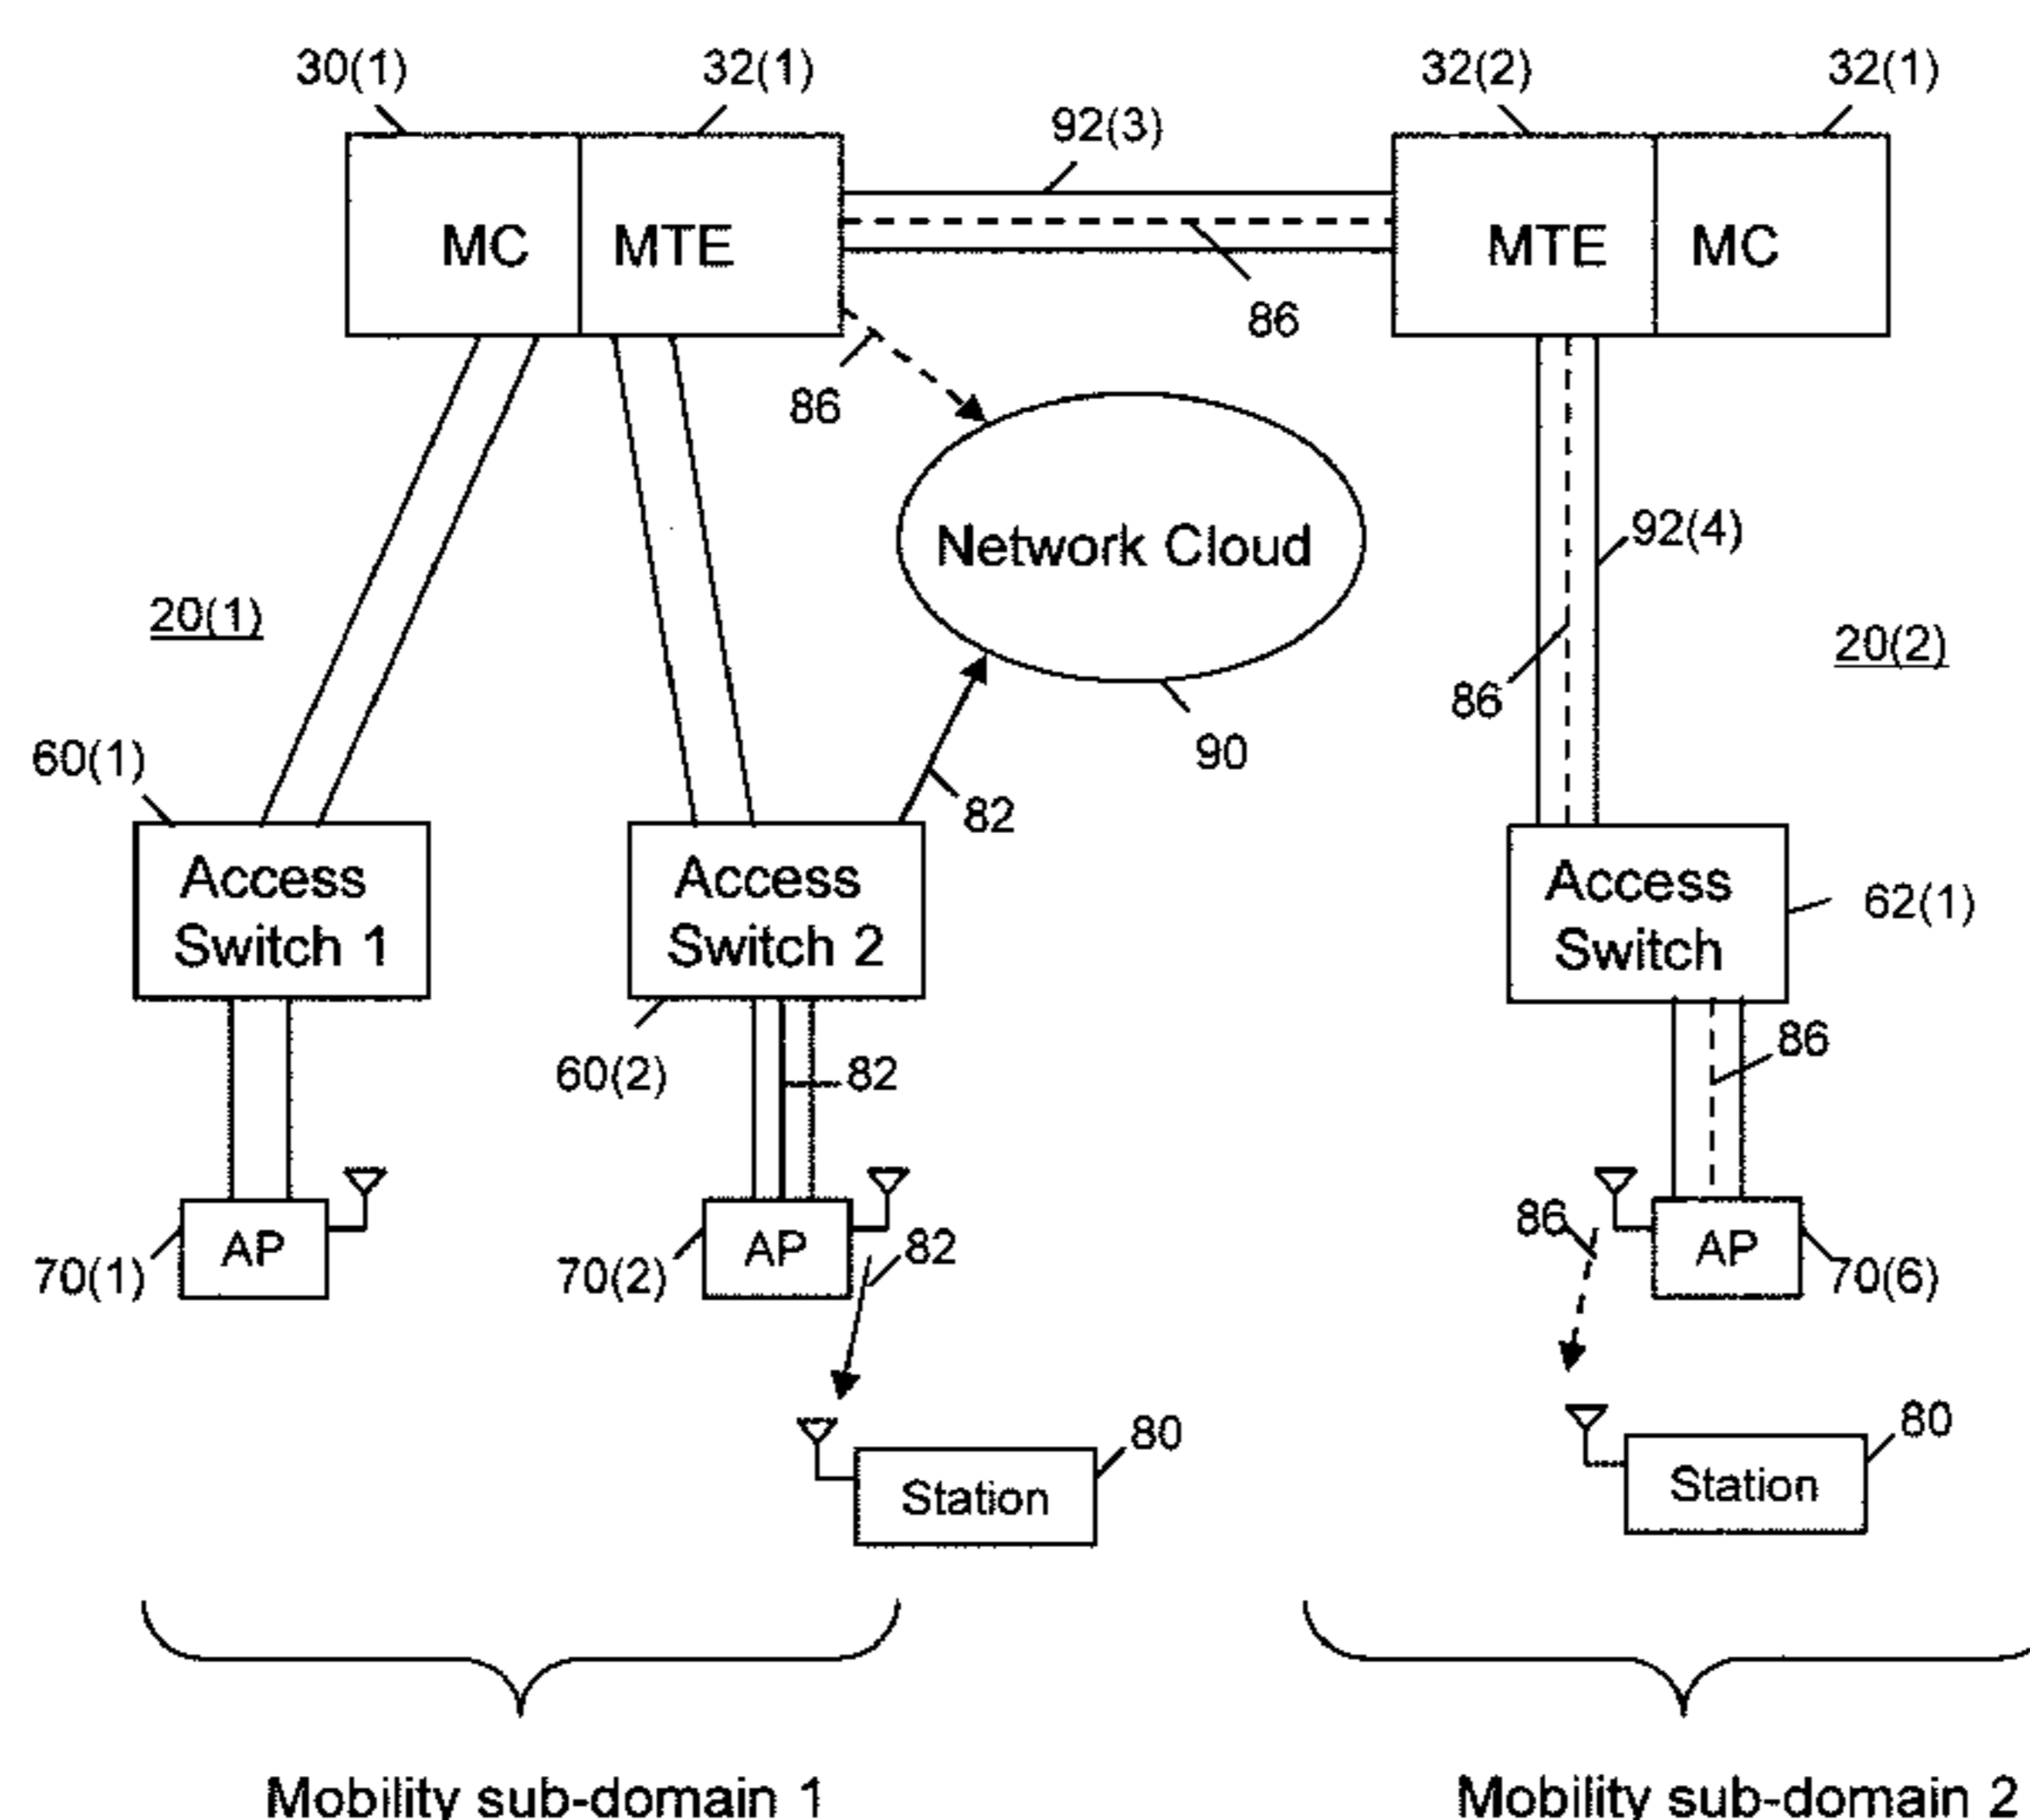 30(1)
32(1)
32(2)
32(1)
92(3)
MC
MTE
MTE
MC
86
86
Network Cloud
92(4)
20(1)
20(2)
86
60(1)
90
82
Access
Switch 1
Access
Switch 2
Access
Switch
62(1)
60(2)
82
86
AP
70(1)
AP
70(2)
82
86
AP
70(6)
80
Station
80
Station
Mobility sub-domain 1
Mobility sub-domain 2